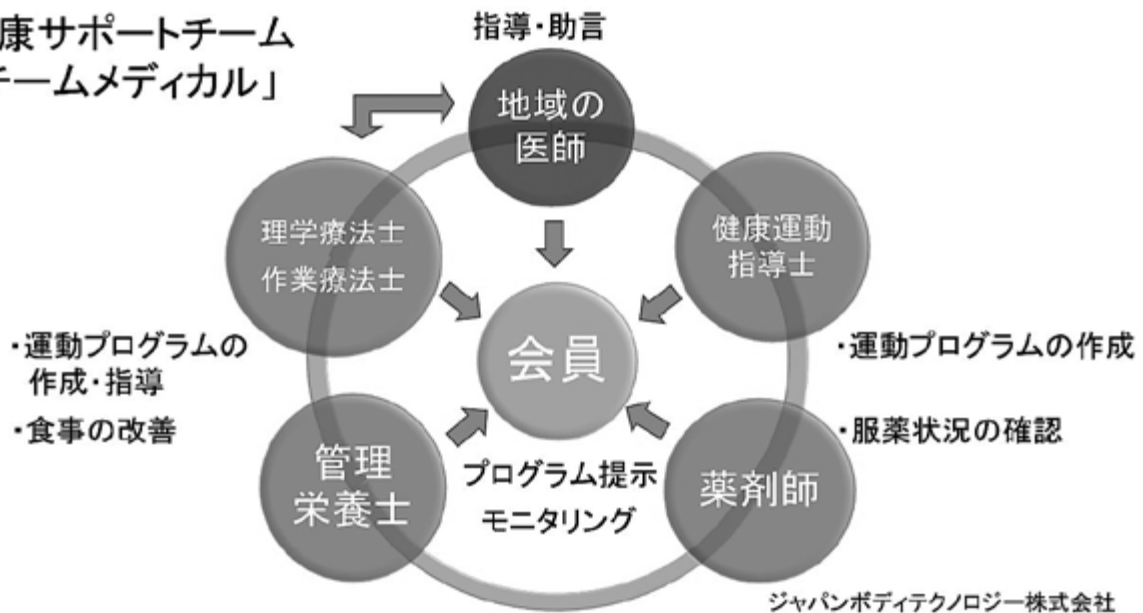 康サポートチーム
チームメディカル」
指導・助言
地域の
医師
理学療法士
作業療法士
健康運動
指導士
会員
・運動プログラムの
作成・指導
・食事の改善
・運動プログラムの作成
・服薬状況の確認
管理
栄養士
プログラム提示
モニタリング
薬剤師
ジャパンボディテクノロジー株式会社